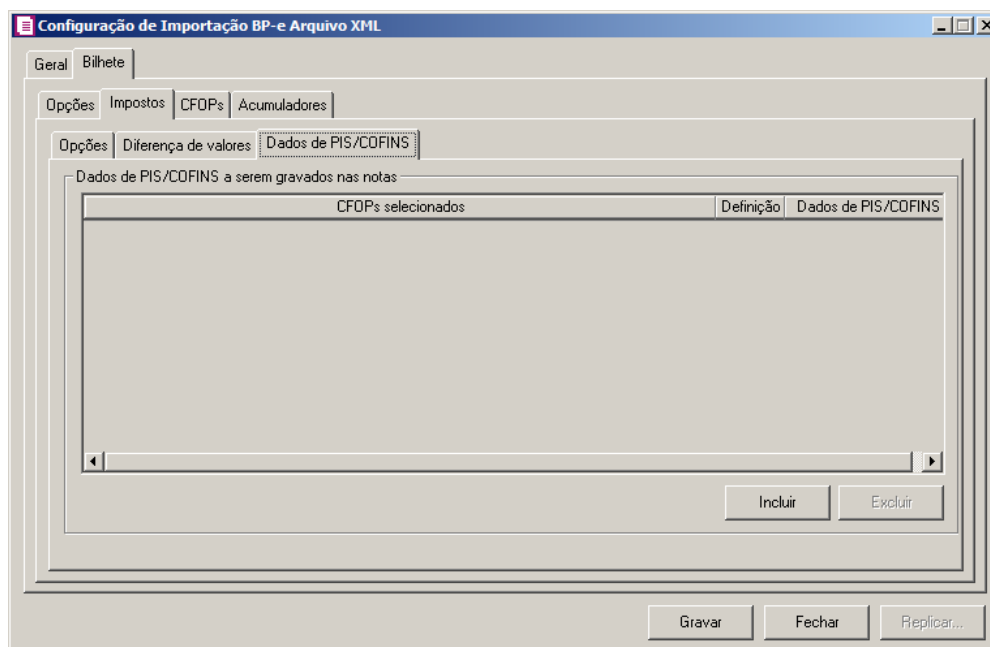 Configuração de Importação BP-e Arquivo XML
Geral Bilhete
Opções Impostos CFOPs Acumuladores
Opções Diferença de valores Dados de PIS/COFINS
Dados de PIS/COFINS a serem gravados nas notas
CFOPs selecionados Definição Dados de PIS/COFINS
Incluir Excluir
Gravar Fechar Replicar...